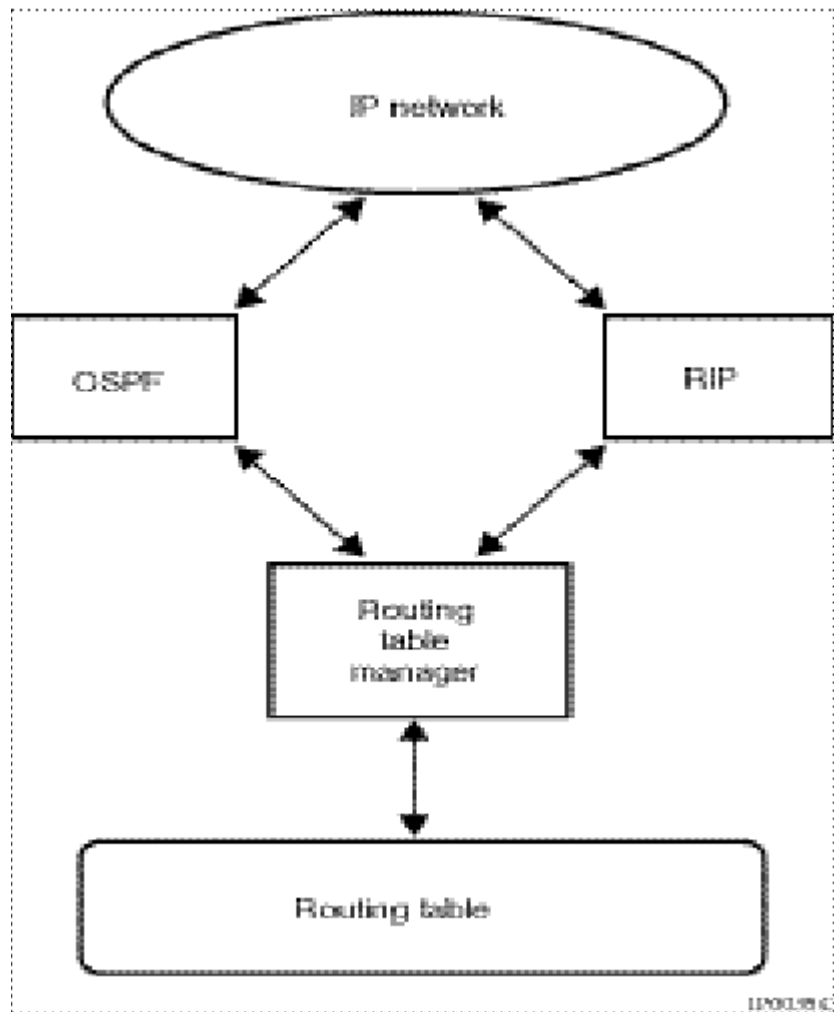 IP network
OSPF
RIP
Routing
table
manager
Routing table